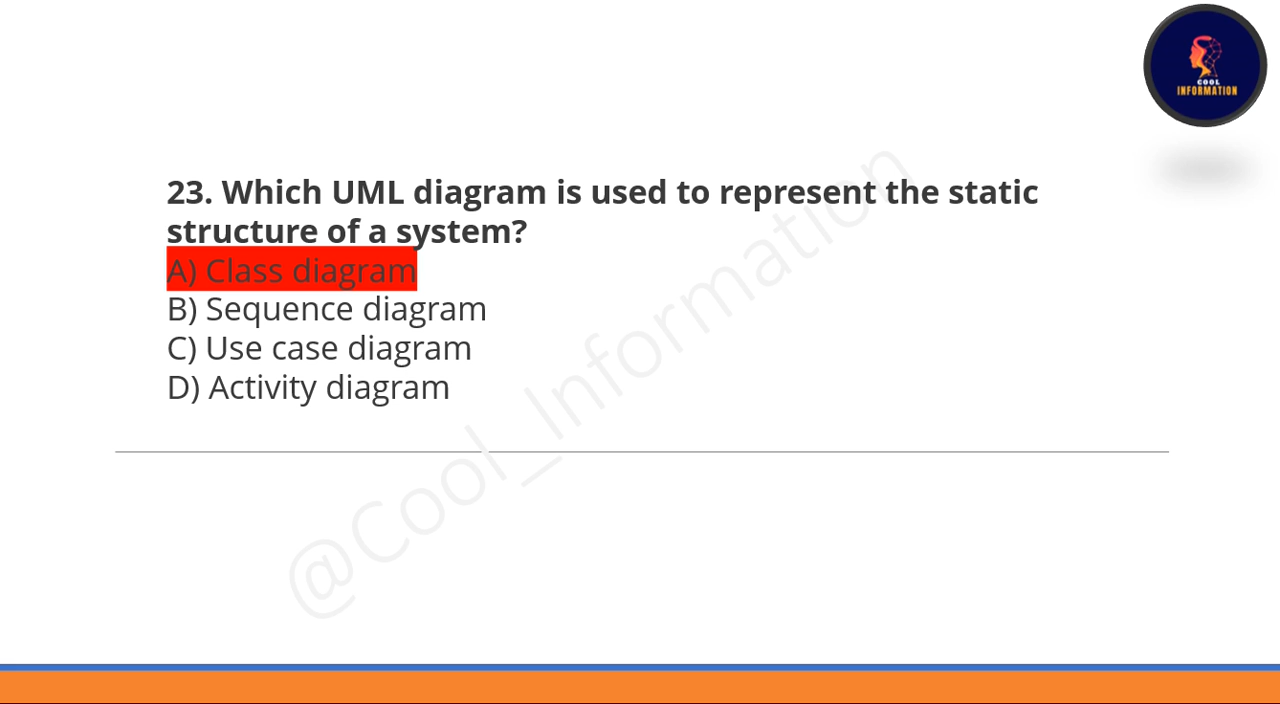 COOL
INFORMATION
23. Which UML diagram is used to represent the static
structure of a system?
A) Class diagram
B) Sequence diagram
C) Use case diagram
D) Activity diagram
@Cool_Information